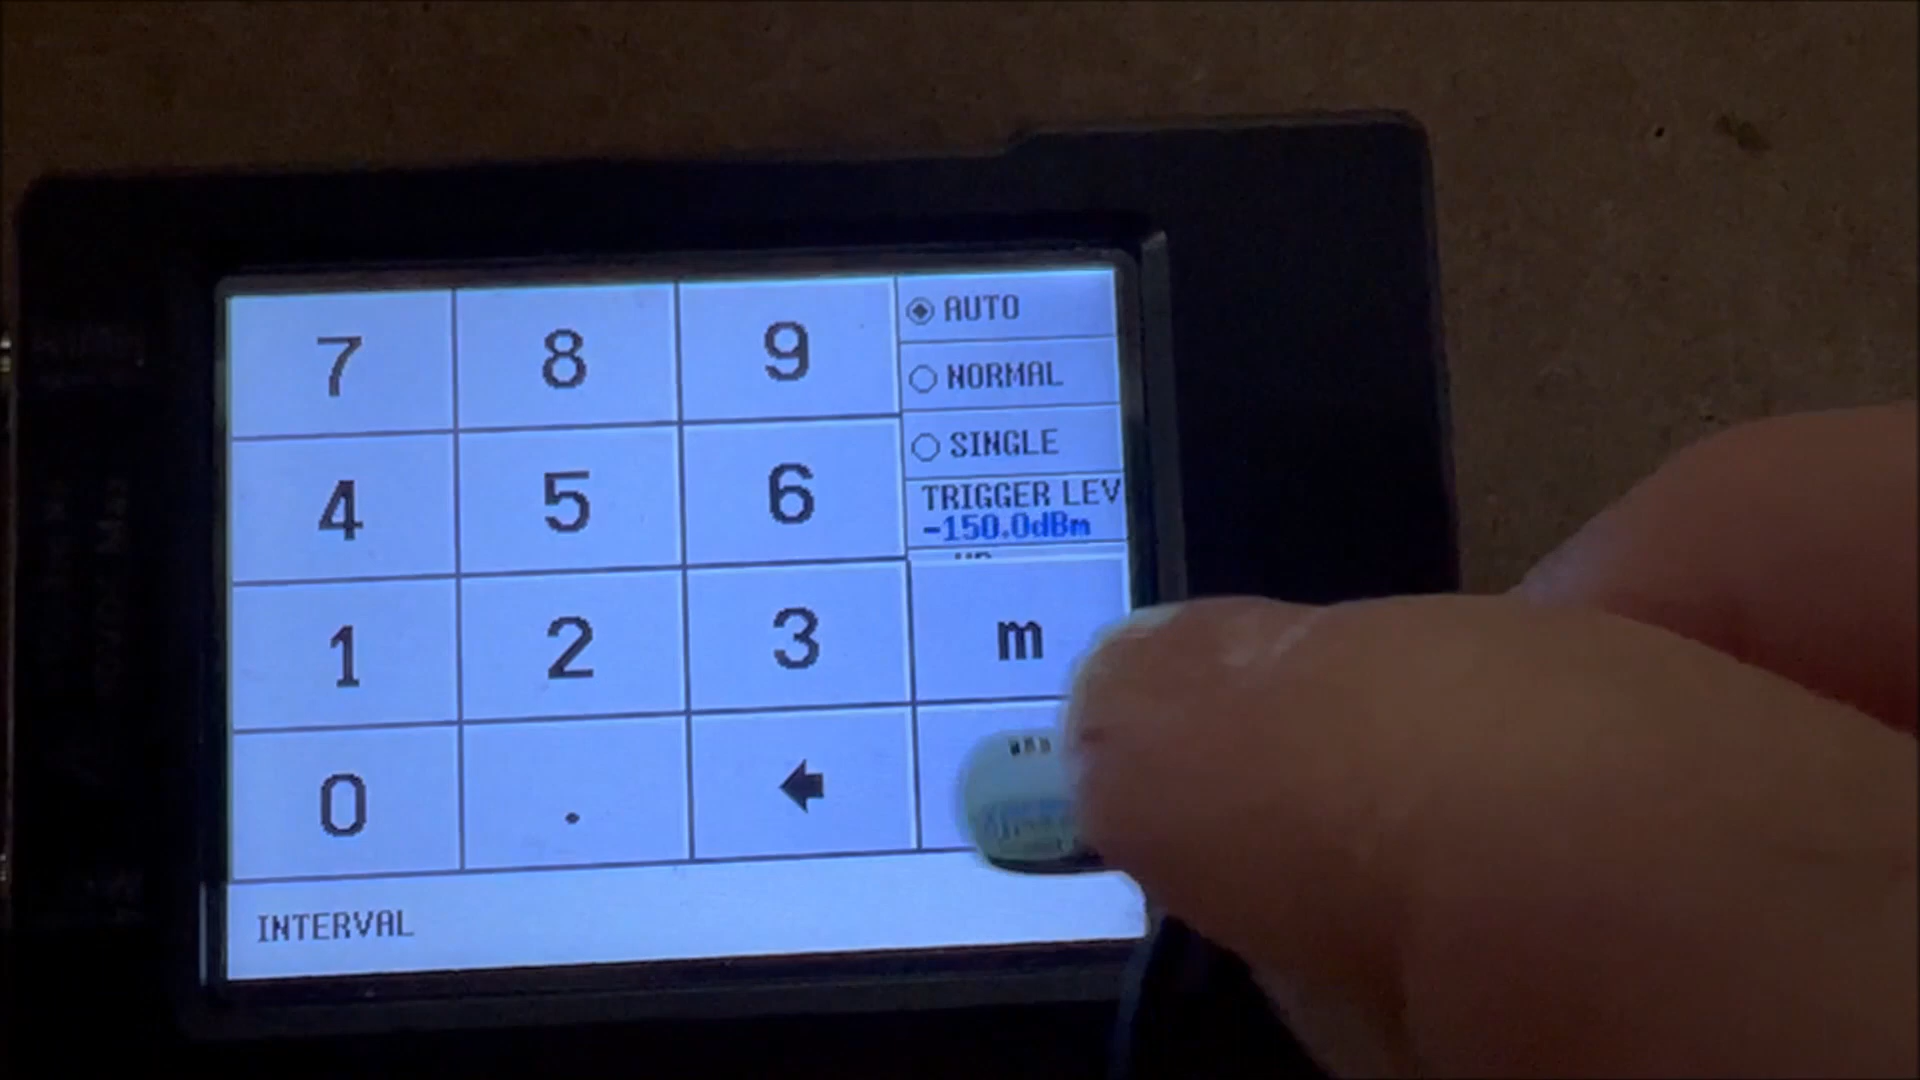 7 8 9
AUTO
NORMAL
4 5 6
SINGLE
TRIGGER LEV
-150.0dBm
1 2 3 m
0 .
INTERVAL